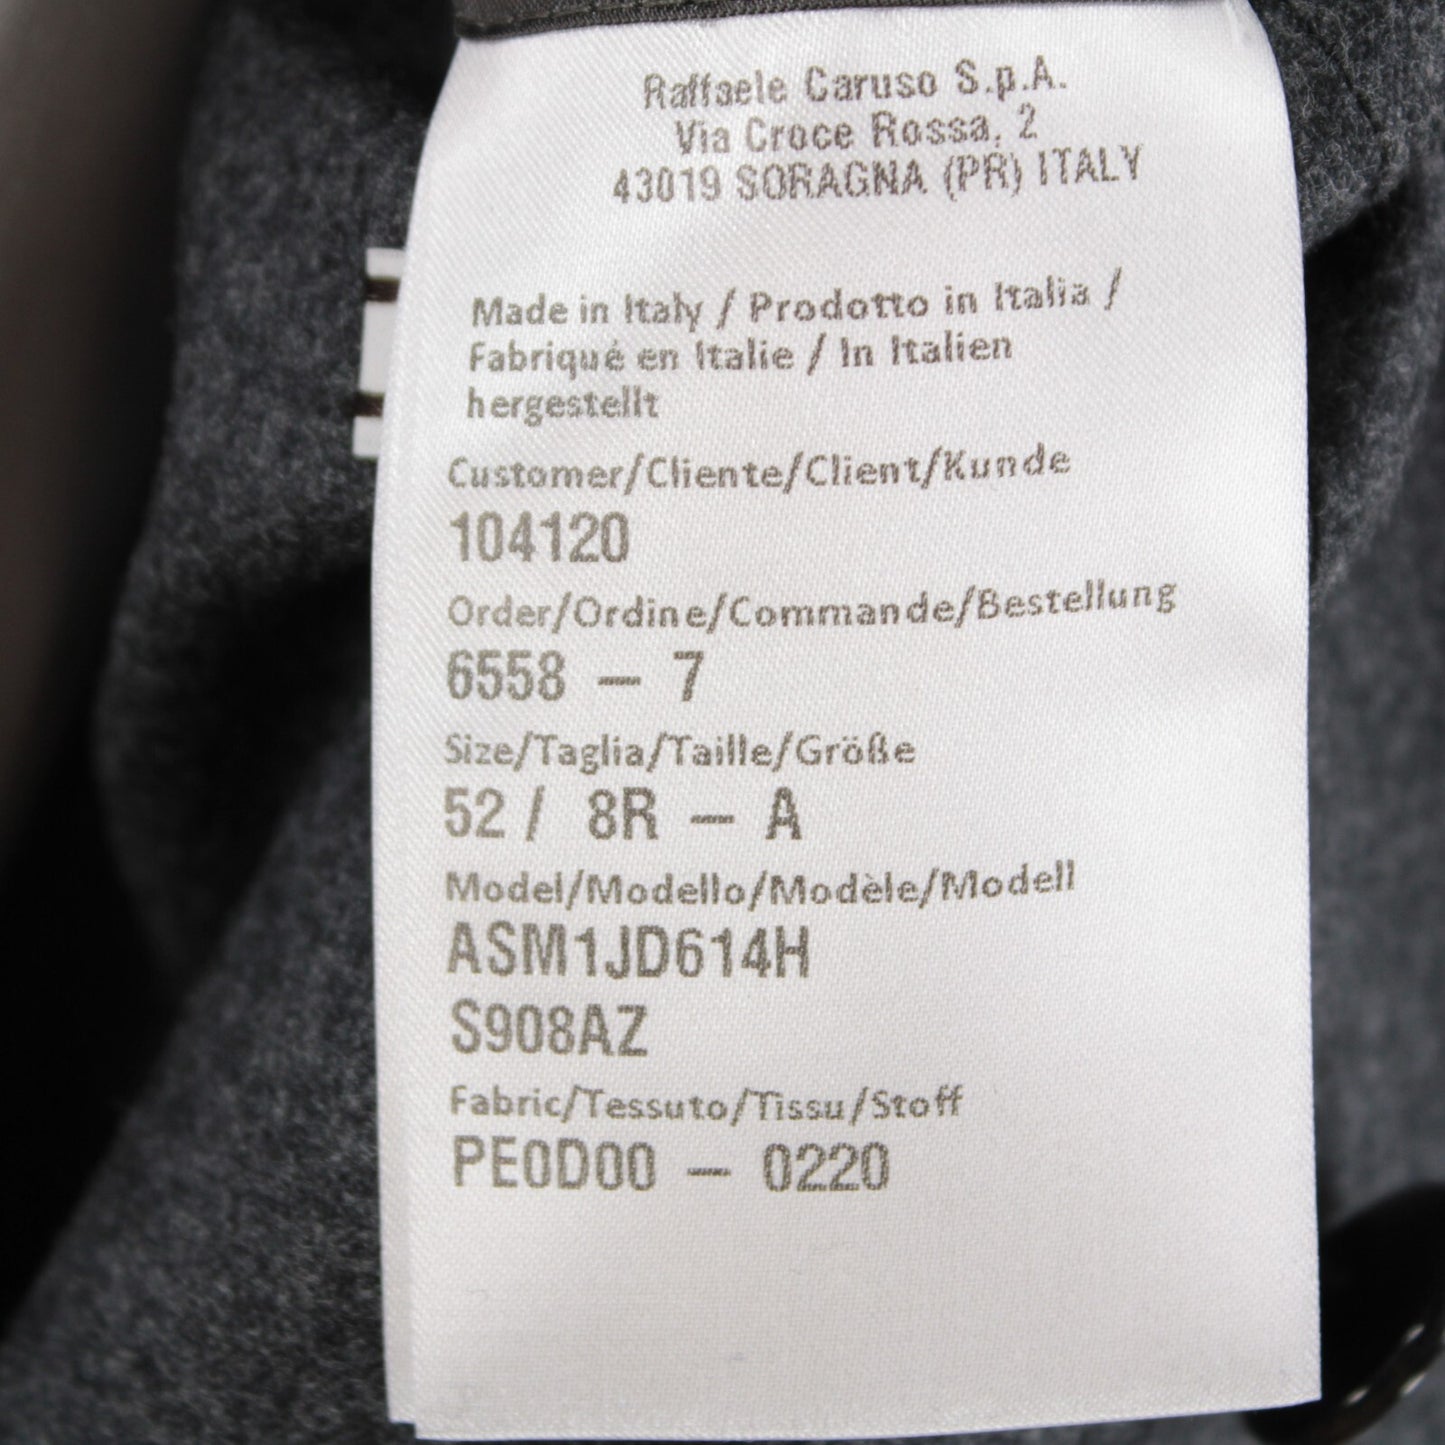 Raffaele Caruso S.p.A.
Via Croce Rossa, 2
43019 SORAGNA (PR) ITALY
Made in Italy / Prodotto in Italia /
Fabriqué en Italie / In Italien
hergestellt
Customer/Cliente/Client/Kunde
104120
Order/Ordine/Commande/Bestellung
6558 – 7
Size/Taglia/Taille/Größe
52 / 8R – A
Model/Modello/Modèle/Modell
ASM1JD614H
S908AZ
Fabric/Tessuto/Tissu/Stoff
PE0D00 – 0220